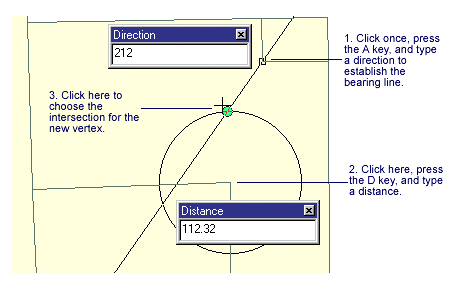 Direction
212
1. Click once, press
the A key, and type
a direction to
establish the
bearing line.
3. Click here to
choose the
intersection for the
new vertex.
2. Click here, press
the D key, and type
a distance.
Distance
112.32